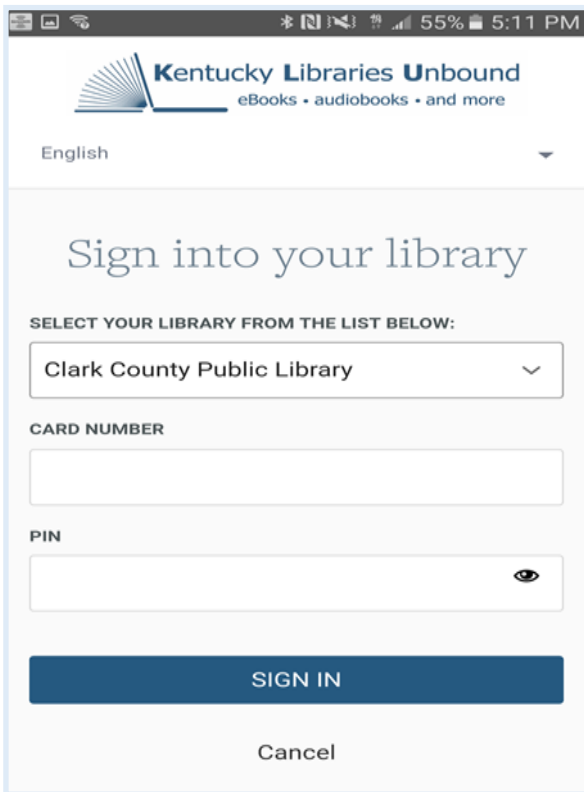 55% 5:11 PM
Kentucky Libraries Unbound
eBooks • audiobooks • and more
English
Sign into your library
SELECT YOUR LIBRARY FROM THE LIST BELOW:
Clark County Public Library
CARD NUMBER
PIN
SIGN IN
Cancel